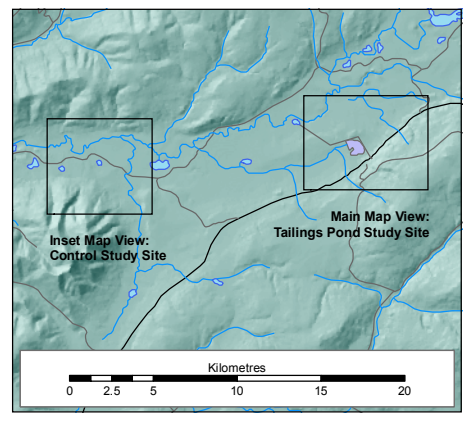 Main Map View:
Tailings Pond Study Site
Inset Map View:
Control Study Site
Kilometres
0 2.5 5 10 15 20